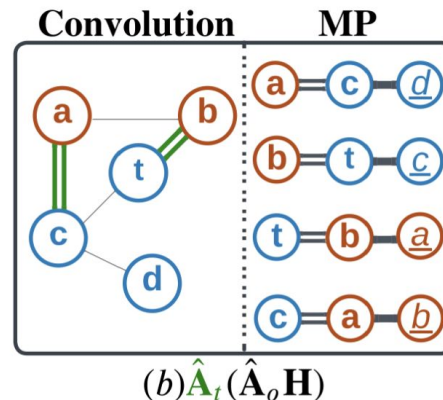 Convolution MP
a b t c d
a c d
b t c
t b a
c a b
(b)Â_t(Â_oH)